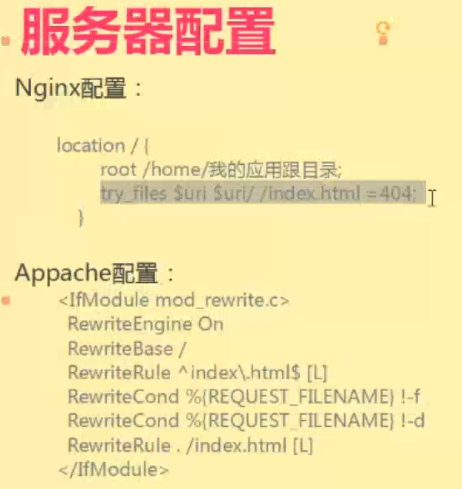 服务器配置
Nginx配置：
location / {
root /home/我的应用跟目录;
try_files $uri $uri/ /index.html =404;
}
Appache配置：
<IfModule mod_rewrite.c>
RewriteEngine On
RewriteBase /
RewriteRule ^index\.html$ [L]
RewriteCond %{REQUEST_FILENAME} !-f
RewriteCond %{REQUEST_FILENAME} !-d
RewriteRule . /index.html [L]
</IfModule>